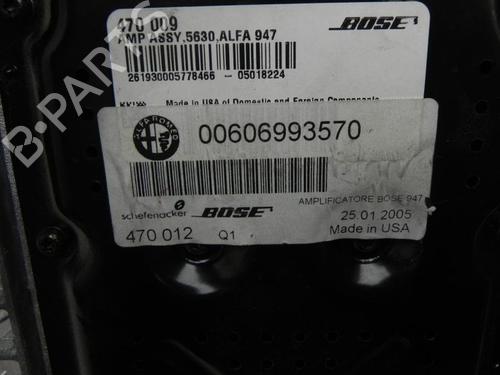 470 009
BOSE
AMP ASSY,5630,ALFA 947
261930005778466 - 05018224
Made in USA of Domestic and Foreign Components
ALFA ROMEO
00606993570
AMPLIFICATORE BOSE 947
schefenacker BOSE
25.01 2005
470 012 Q1
Made in USA